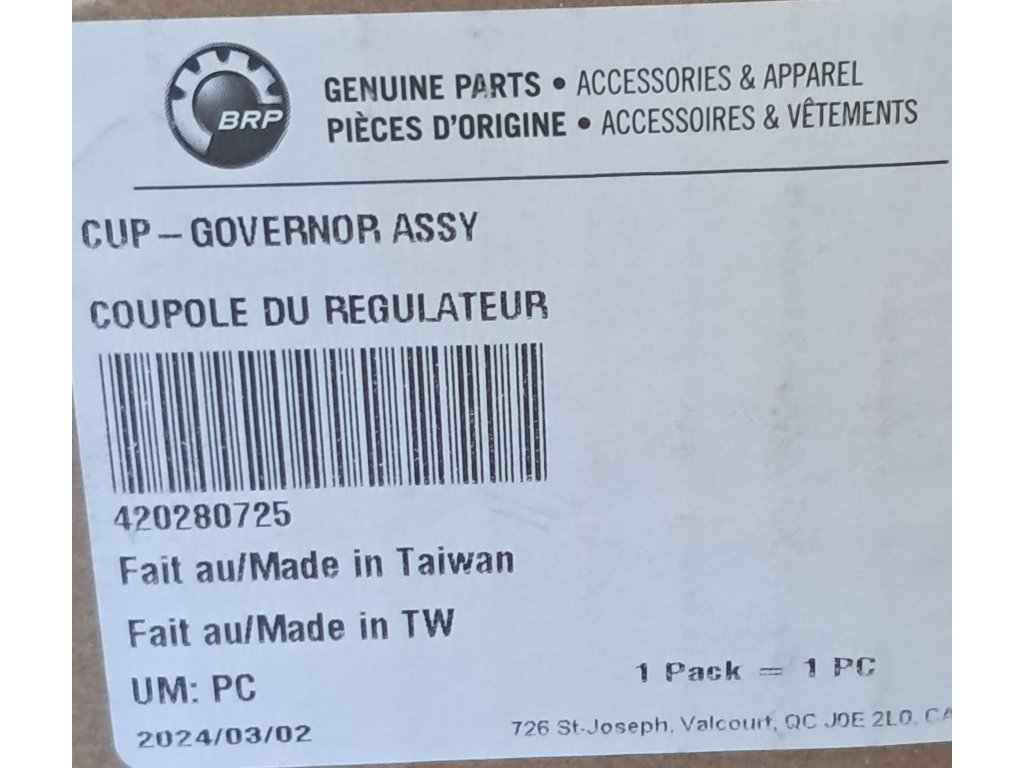 BRP
GENUINE PARTS • ACCESSORIES & APPAREL
PIÈCES D'ORIGINE • ACCESSOIRES & VÊTEMENTS
CUP – GOVERNOR ASSY
COUPOLE DU REGULATEUR
420280725
Fait au/Made in Taiwan
Fait au/Made in TW
UM: PC
1 Pack = 1 PC
2024/03/02
726 St-Joseph, Valcourt, QC J0E 2L0, CA